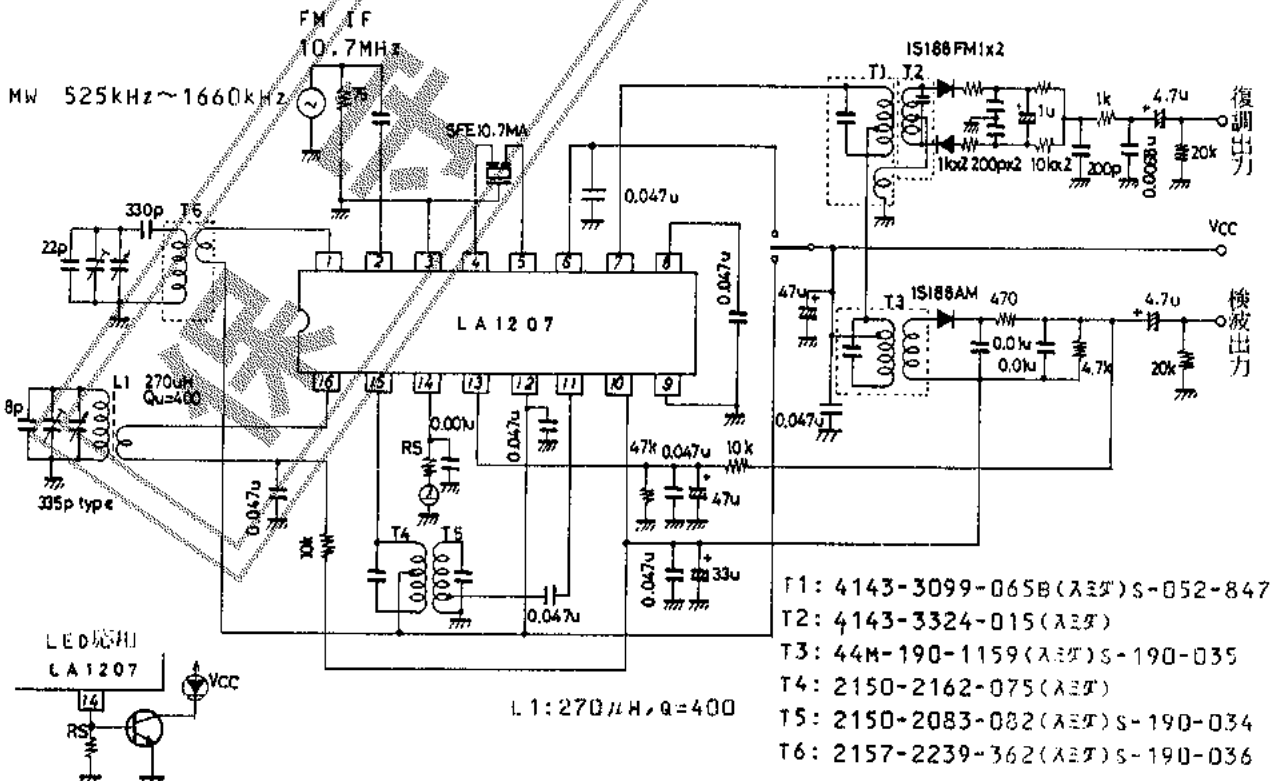 FM IF
10.7MHz
MW 525kHz～1660kHz
75
SFE10.7MA
1S188FM1x2
T1
T2
1k
4.7u
復調出力
1u
1kx2
200px2
10kx2
200p
0.0068u
20k
330p
T6
22p
0.047u
VCC
1
2
3
4
5
6
7
8
LA1207
0.047u
47u
T3
1S188AM
470
4.7u
検波出力
0.01u
0.01u
4.7k
20k
0.047u
16
15
14
13
12
11
10
9
8p
L1
270uH
Qu=400
335p type
0.001u
RS
0.047u
47k
0.047u
10k
47u
0.047u
10k
T4
T5
0.047u
0.047u
33u
T1: 4143-3099-065B(スミダ)S-052-847
T2: 4143-3324-015(スミダ)
T3: 44M-190-1159(スミダ)S-190-035
T4: 2150-2162-075(スミダ)
T5: 2150-2083-082(スミダ)S-190-034
T6: 2157-2239-362(スミダ)S-190-036
L1:270μH,Q=400
LED応用
LA1207
14
VCC
RS